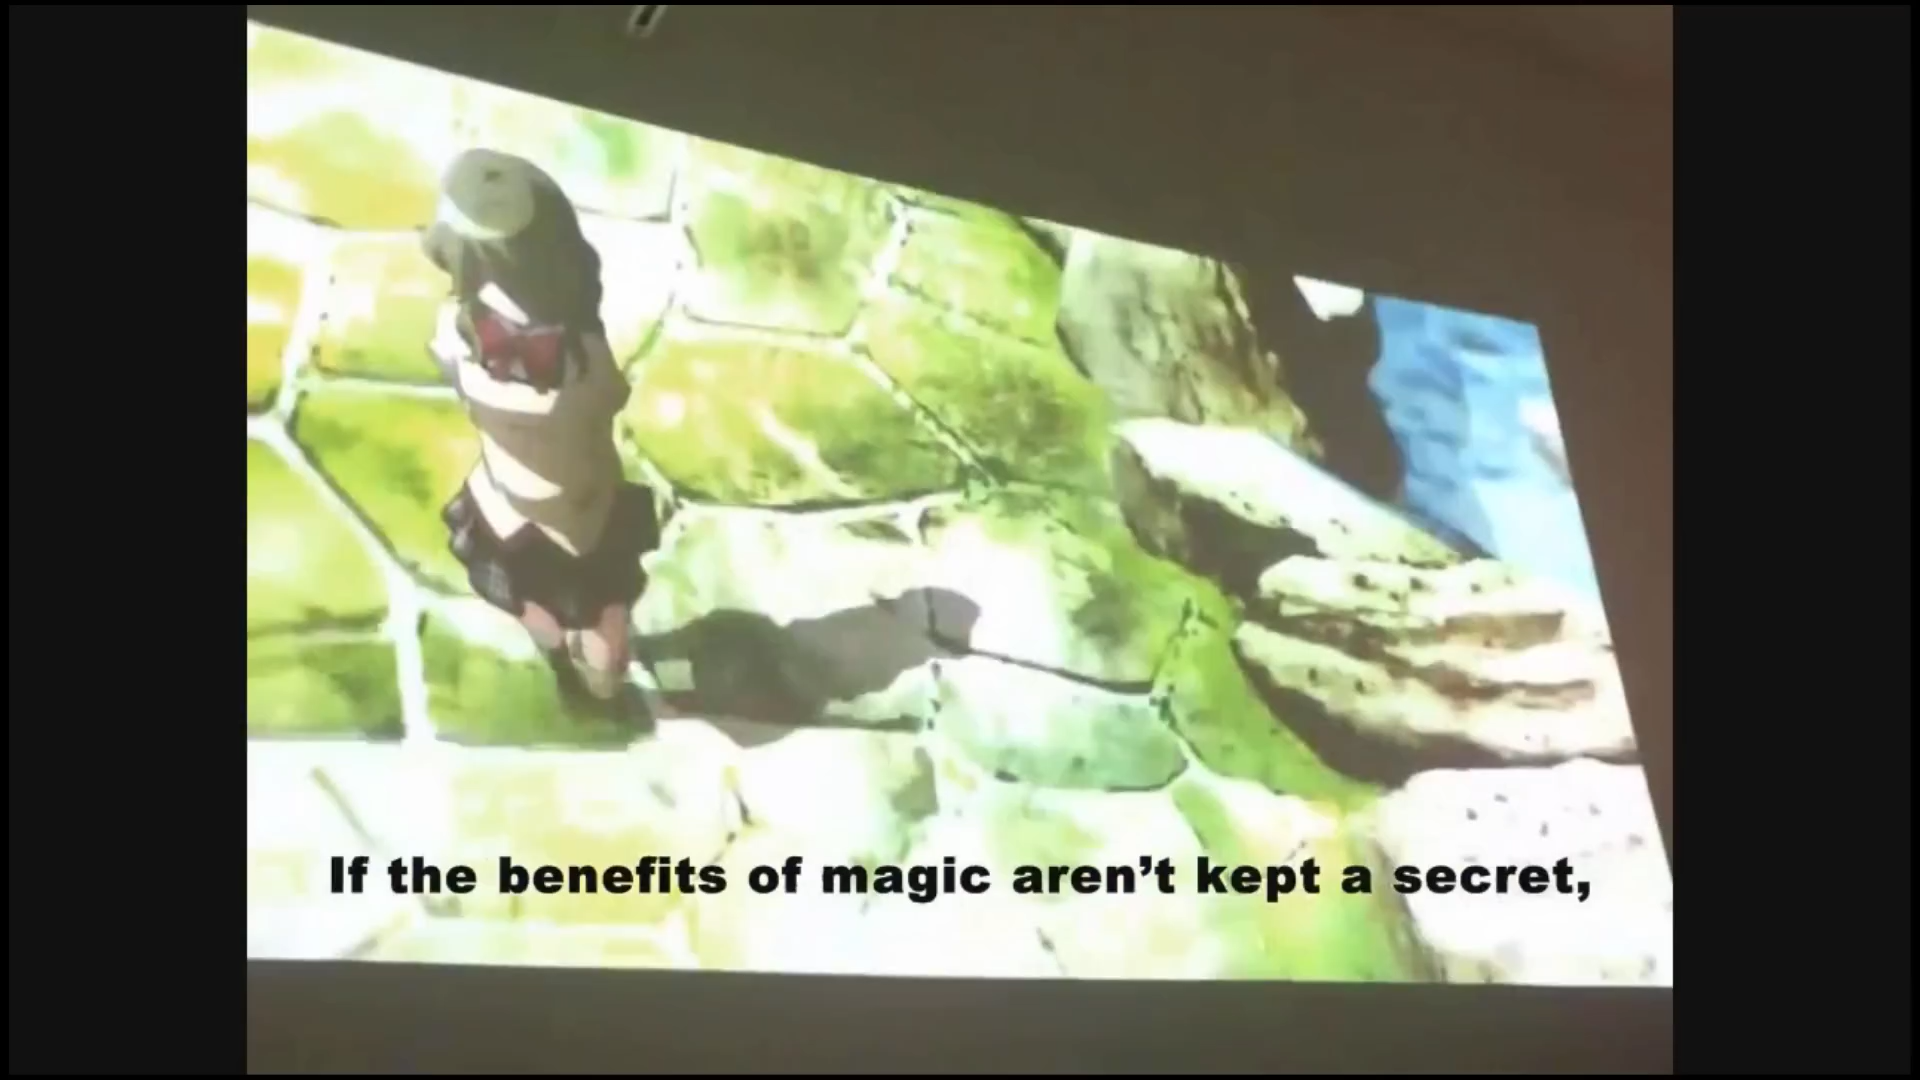 If the benefits of magic aren’t kept a secret,